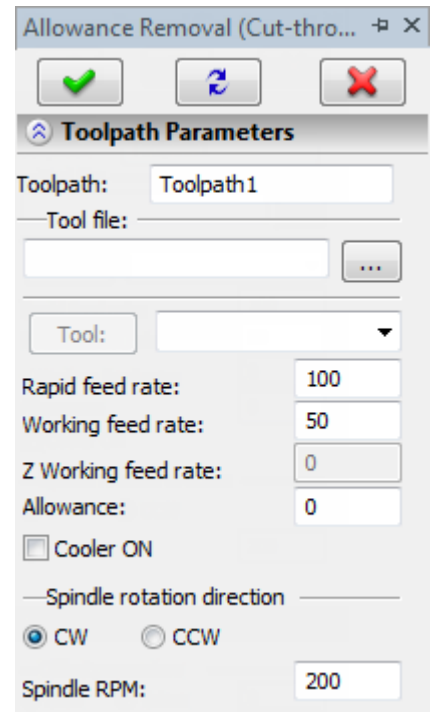 Allowance Removal (Cut-thro...
Toolpath Parameters
Toolpath: Toolpath1
Tool file:
...
Tool:
Rapid feed rate: 100
Working feed rate: 50
Z Working feed rate: 0
Allowance: 0
Cooler ON
Spindle rotation direction
CW CCW
Spindle RPM: 200